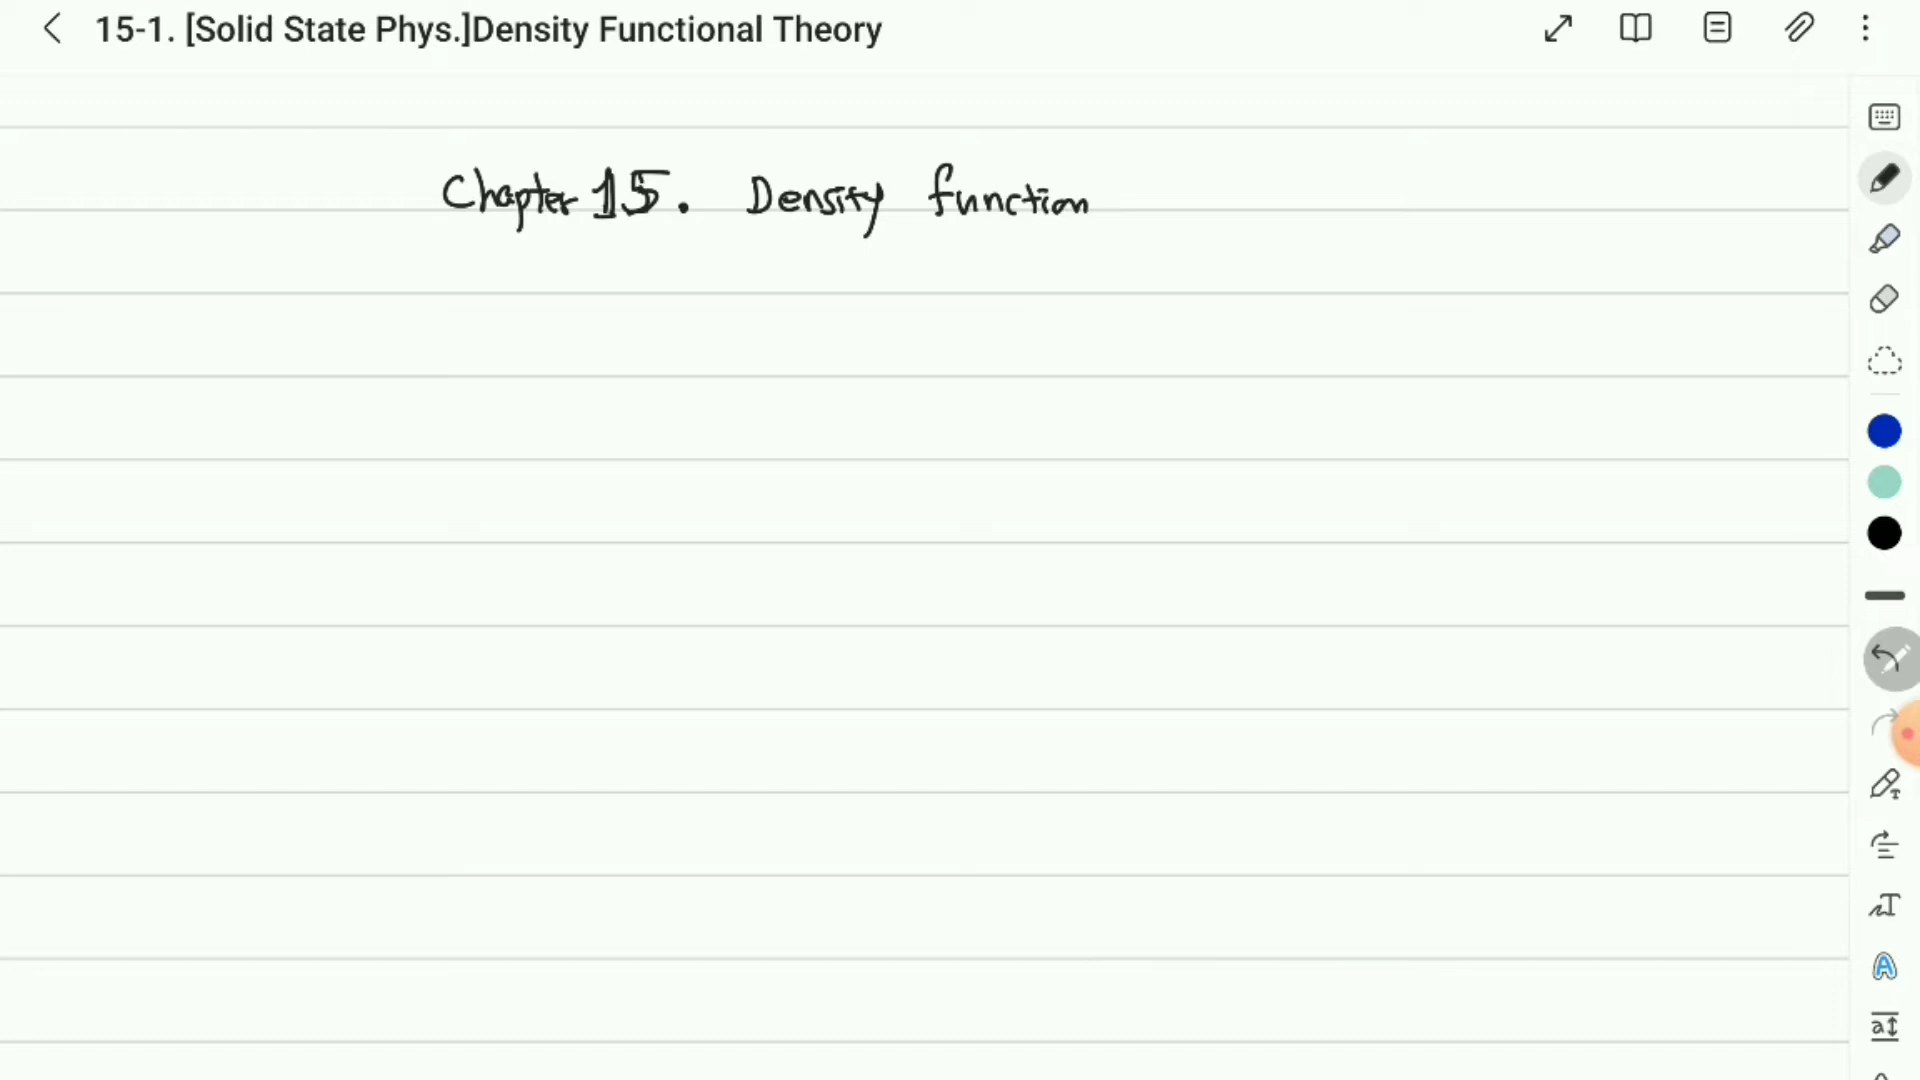 15-1. [Solid State Phys.]Density Functional Theory
Chapter 15. Density function